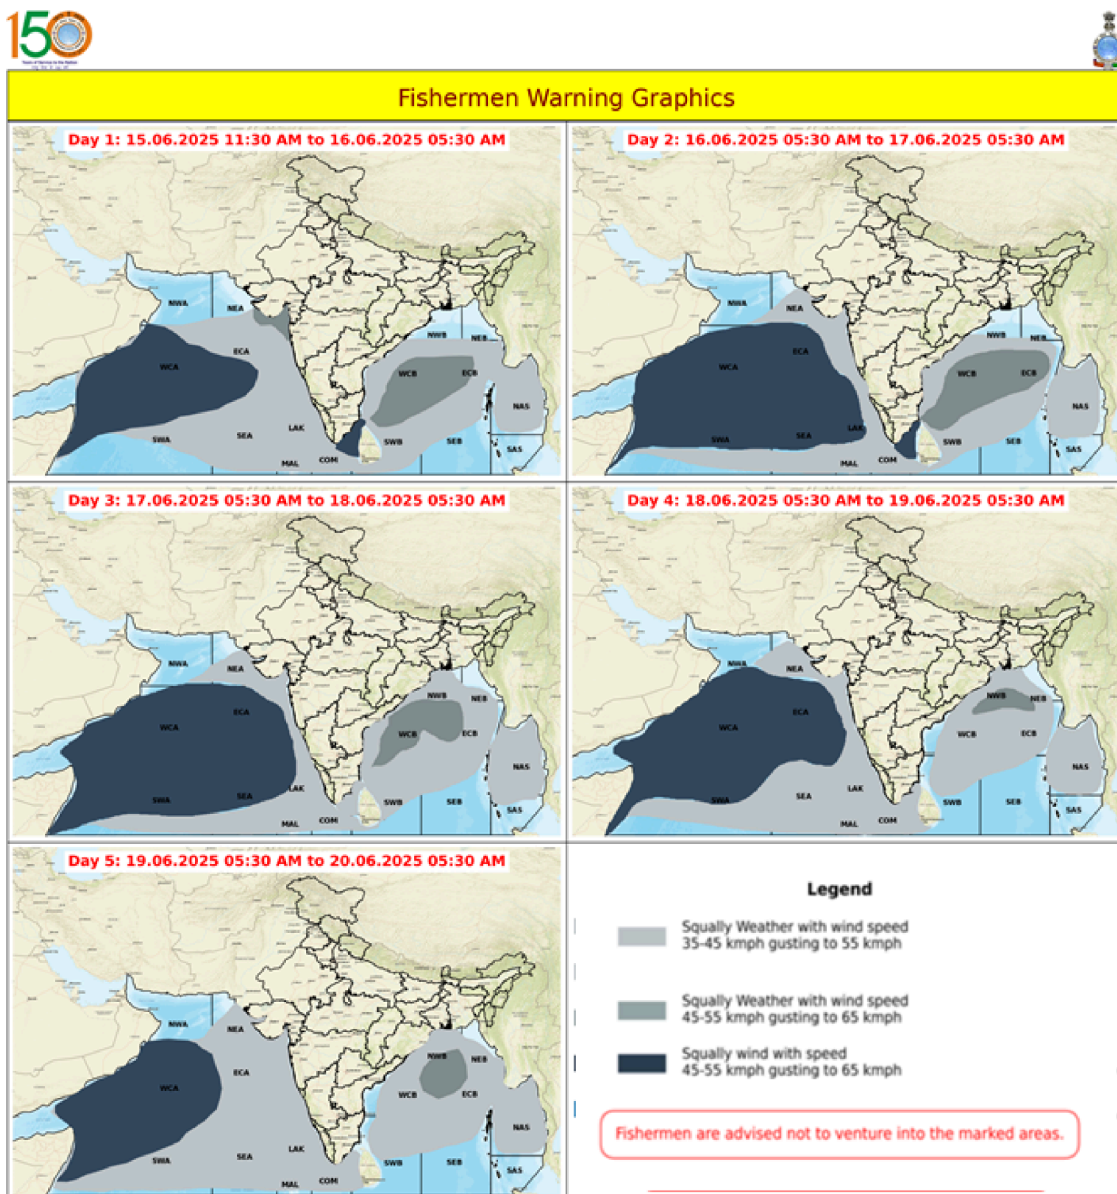 150
Years of Service to the Nation
Fishermen Warning Graphics
Day 1: 15.06.2025 11:30 AM to 16.06.2025 05:30 AM
NWA
NEA
ECA
WCA
NWB
NEB
WCB
ECB
NAS
SWA
SEA
LAK
SWB
SEB
SAS
MAL
COM
Day 2: 16.06.2025 05:30 AM to 17.06.2025 05:30 AM
NWA
NEA
ECA
WCA
NWB
NEB
WCB
ECB
NAS
SWA
SEA
LAK
SWB
SEB
SAS
MAL
COM
Day 3: 17.06.2025 05:30 AM to 18.06.2025 05:30 AM
NWA
NEA
ECA
WCA
NWB
NEB
WCB
ECB
NAS
SWA
SEA
LAK
SWB
SEB
SAS
MAL
COM
Day 4: 18.06.2025 05:30 AM to 19.06.2025 05:30 AM
NWA
NEA
ECA
WCA
NWB
NEB
WCB
ECB
NAS
SWA
SEA
LAK
SWB
SEB
SAS
MAL
COM
Day 5: 19.06.2025 05:30 AM to 20.06.2025 05:30 AM
NWA
NEA
ECA
WCA
NWB
NEB
WCB
ECB
NAS
SWA
SEA
LAK
SWB
SEB
SAS
MAL
COM
Legend
Squally Weather with wind speed
35-45 kmph gusting to 55 kmph
Squally Weather with wind speed
45-55 kmph gusting to 65 kmph
Squally wind with speed
45-55 kmph gusting to 65 kmph
Fishermen are advised not to venture into the marked areas.